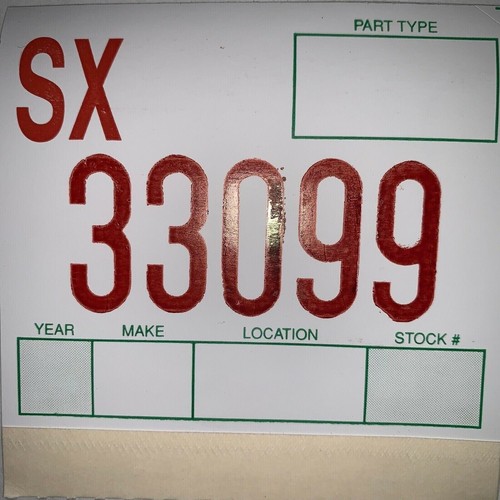 PART TYPE
SX
33099
YEAR MAKE LOCATION STOCK #